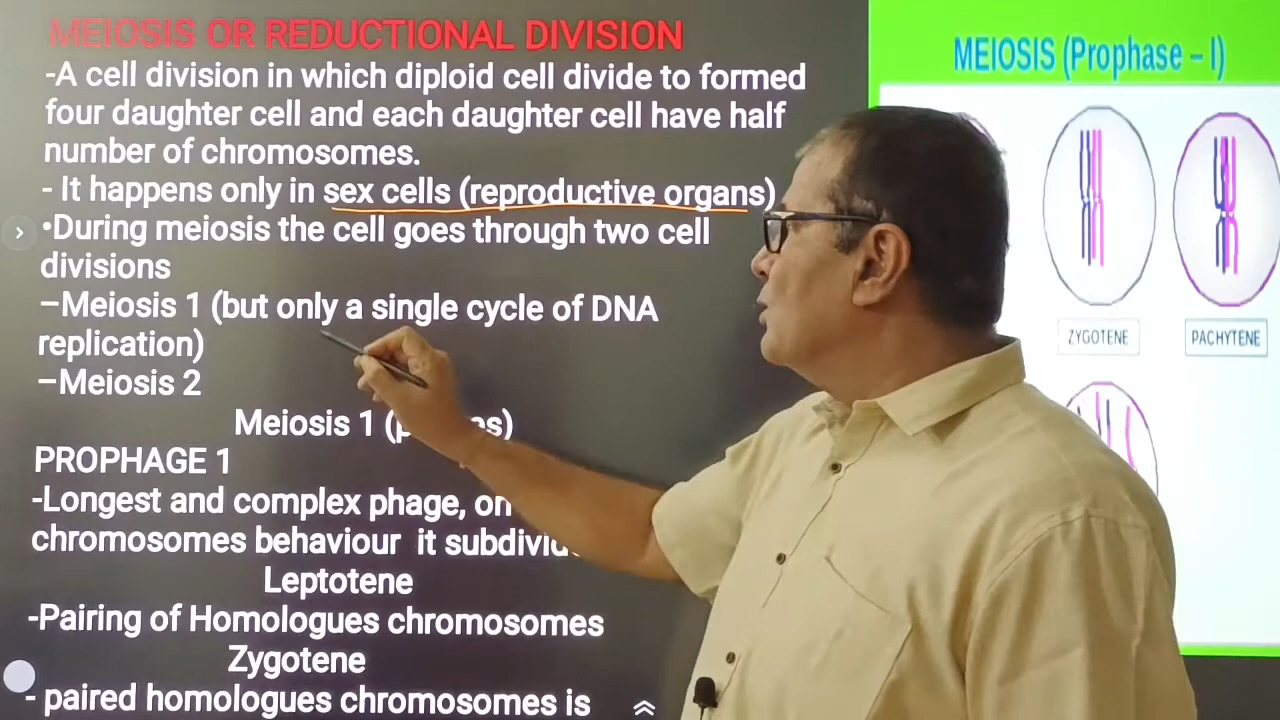 MEIOSIS OR REDUCTIONAL DIVISION
-A cell division in which diploid cell divide to formed
four daughter cell and each daughter cell have half
number of chromosomes.
- It happens only in sex cells (reproductive organs)
•During meiosis the cell goes through two cell
divisions
–Meiosis 1 (but only a single cycle of DNA
replication)
–Meiosis 2
Meiosis 1 (
PROPHAGE 1
-Longest and complex phage, on
chromosomes behaviour it
Leptotene
-Pairing of Homologues chromosomes
Zygotene
- paired homologues chromosomes is
MEIOSIS (Prophase – I)
ZYGOTENE
PACHYTENE